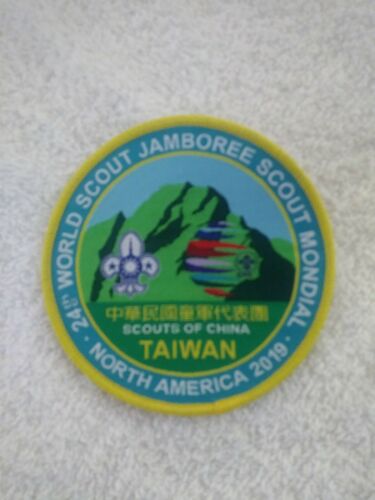 · 24th WORLD SCOUT JAMBOREE SCOUT MONDIAL ·
中華民國童軍代表團
SCOUTS OF CHINA
TAIWAN
NORTH AMERICA 2019